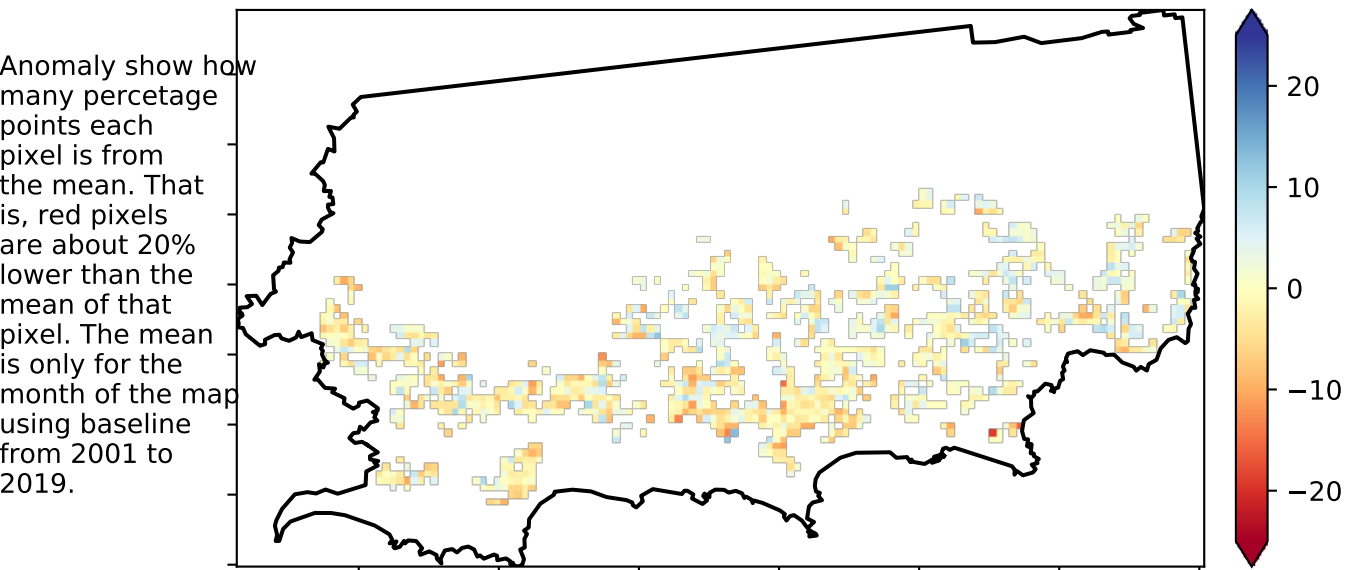 Anomaly show how
many percetage
points each
pixel is from
the mean. That
is, red pixels
are about 20%
lower than the
mean of that
pixel. The mean
is only for the
month of the map
using baseline
from 2001 to
2019.
20
10
0
−10
−20